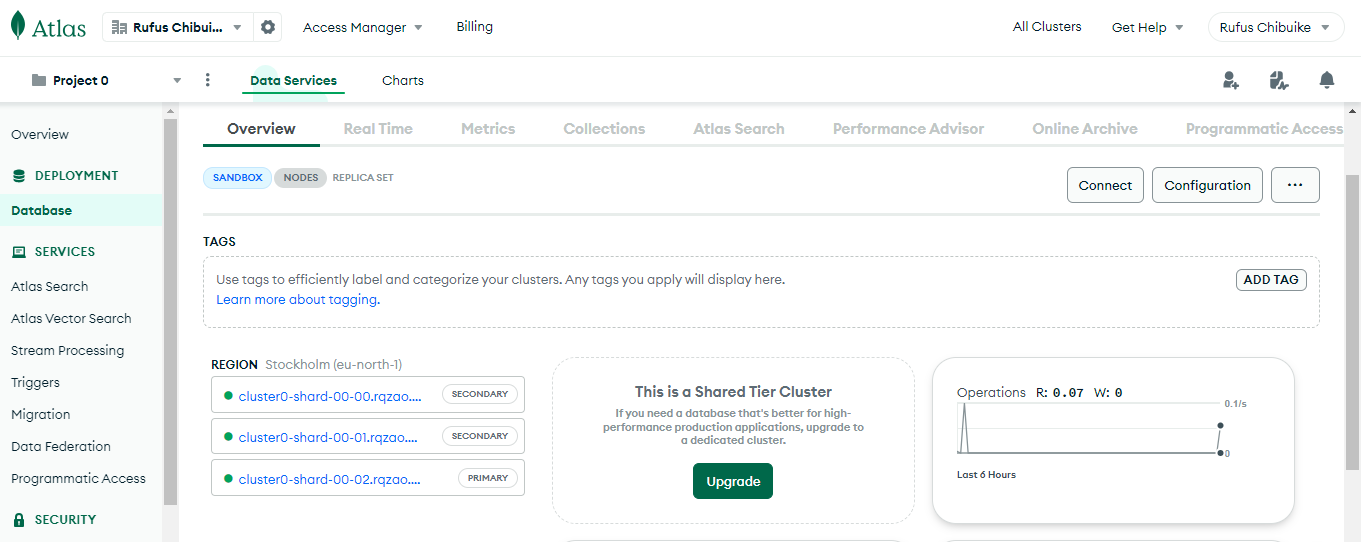 Atlas
Rufus Chibui...
Access Manager
Billing
All Clusters
Get Help
Rufus Chibuike
Project 0
Data Services
Charts
Overview
DEPLOYMENT
Database
SERVICES
Atlas Search
Atlas Vector Search
Stream Processing
Triggers
Migration
Data Federation
Programmatic Access
SECURITY
Overview
Real Time
Metrics
Collections
Atlas Search
Performance Advisor
Online Archive
Programmatic Access
SANDBOX
NODES
REPLICA SET
Connect
Configuration
...
TAGS
Use tags to efficiently label and categorize your clusters. Any tags you apply will display here.
Learn more about tagging.
ADD TAG
REGION Stockholm (eu-north-1)
cluster0-shard-00-00.rqzao.... SECONDARY
cluster0-shard-00-01.rqzao.... SECONDARY
cluster0-shard-00-02.rqzao.... PRIMARY
This is a Shared Tier Cluster
If you need a database that's better for high-
performance production applications, upgrade to
a dedicated cluster.
Upgrade
Operations R: 0.07 W: 0
0.1/s
0
Last 6 Hours